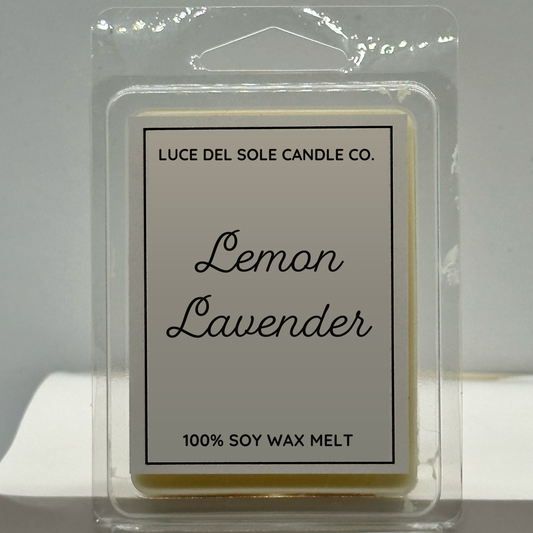 LUCE DEL SOLE CANDLE CO.
Lemon
Lavender
100% SOY WAX MELT